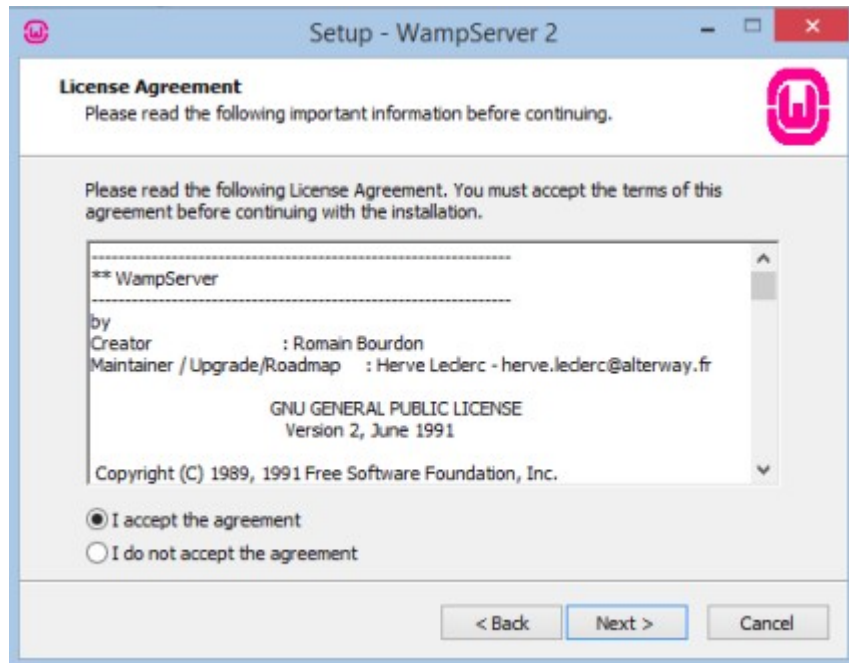 Setup - WampServer 2
License Agreement
Please read the following important information before continuing.
Please read the following License Agreement. You must accept the terms of this
agreement before continuing with the installation.
------------------------------------------------------------
** WampServer
------------------------------------------------------------
by
Creator : Romain Bourdon
Maintainer / Upgrade/Roadmap : Herve Leclerc - herve.leclerc@alterway.fr
GNU GENERAL PUBLIC LICENSE
Version 2, June 1991
Copyright (C) 1989, 1991 Free Software Foundation, Inc.
I accept the agreement
I do not accept the agreement
< Back Next > Cancel